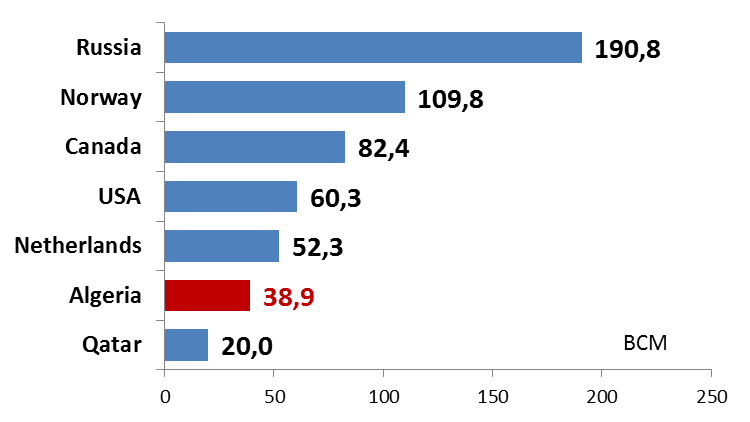 Russia 190,8
Norway 109,8
Canada 82,4
USA 60,3
Netherlands 52,3
Algeria 38,9
Qatar 20,0
BCM
0 50 100 150 200 250